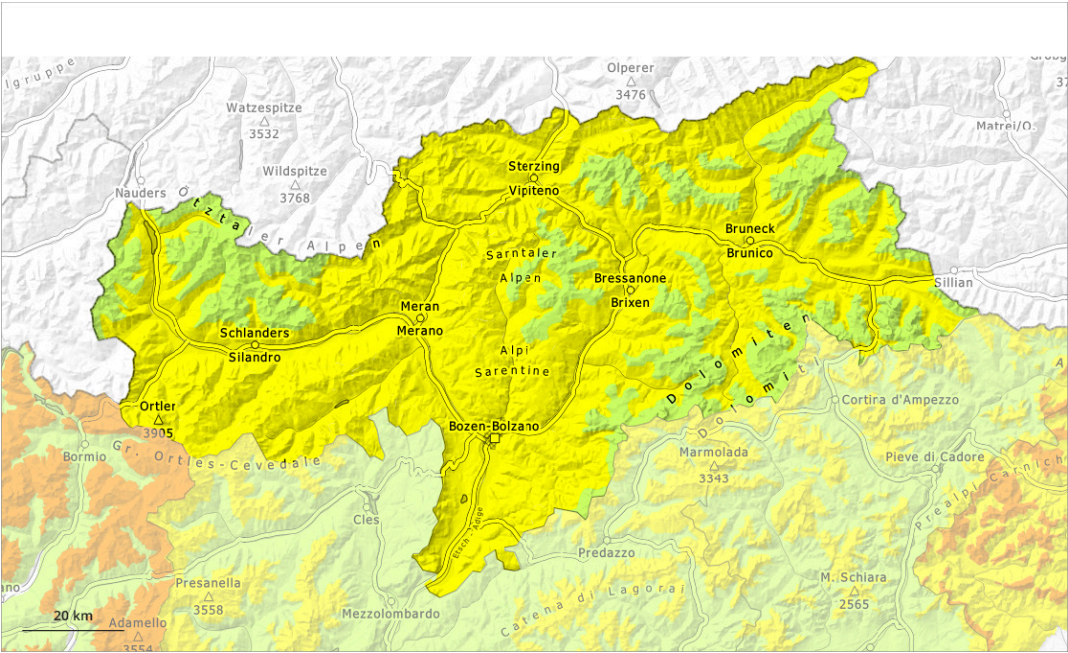 lgruppe
Olperer
3476
Watzespitze
3532
Matrei/O.
Wildspitze
3768
Nauders
Sterzing
Vipiteno
Ötztaler Alpen
Bruneck
Brunico
Sarntaler
Alpen
Bressanone
Brixen
Sillian
Meran
Merano
Schlanders
Silandro
Alpi
Sarentine
Dolomiten
Dolomiti
Ortler
3905
Cortina d'Ampezzo
Bozen-Bolzano
Gr. Ortles-Cevedale
Bormio
Marmolada
3343
Pieve di Cadore
Prealpi Carnich
Cles
Etsch - Adige
Predazzo
Presanella
3558
M. Schiara
2565
Mezzolombardo
Catena di Lagorai
20 km
Adamello
3554